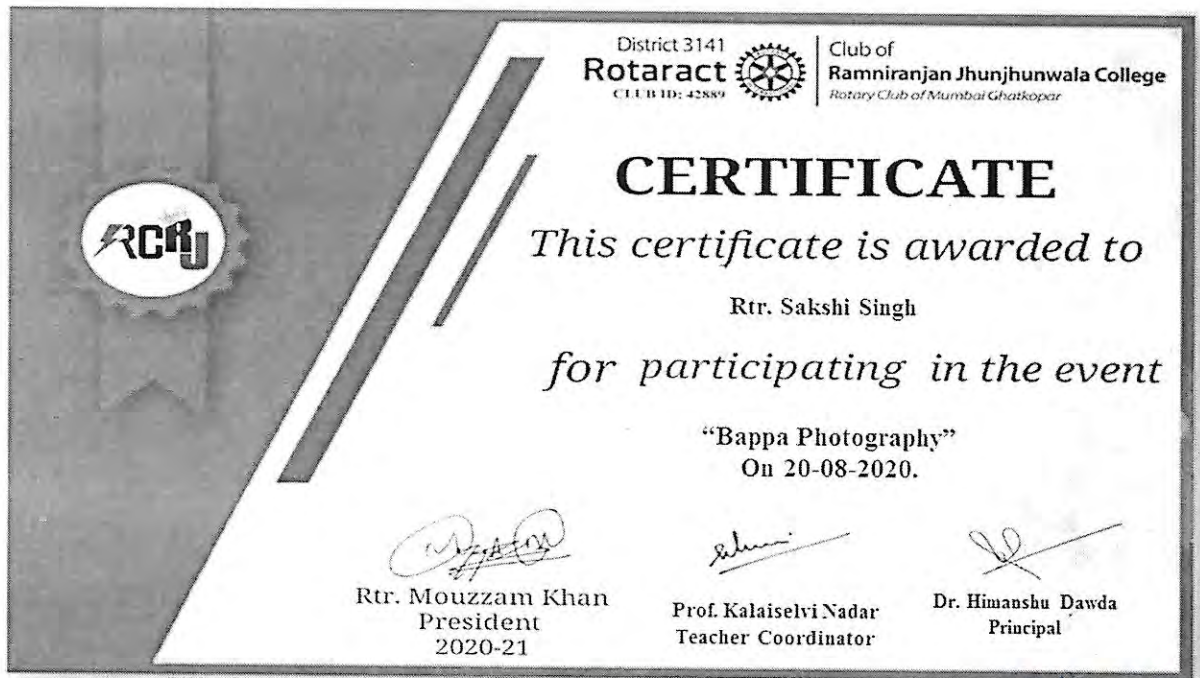 District 3141
Rotaract
CLUB ID: 42889
Club of
Ramniranjan Jhunjhunwala College
Rotary Club of Mumbai Ghatkopar
RCRJ
CERTIFICATE
This certificate is awarded to
Rtr. Sakshi Singh
for participating in the event
“Bappa Photography”
On 20-08-2020.
Rtr. Mouzzam Khan
President
2020-21
Prof. Kalaiselvi Nadar
Teacher Coordinator
Dr. Himanshu Dawda
Principal